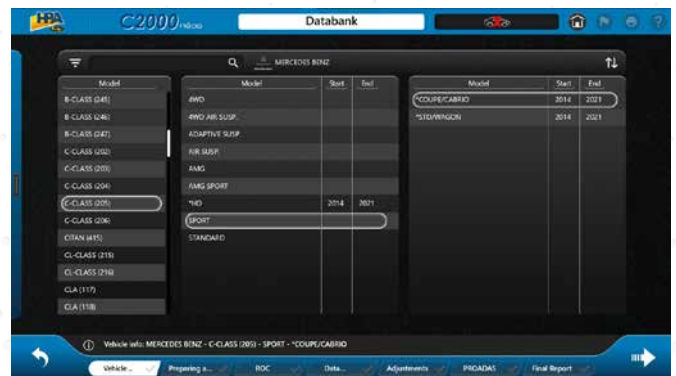 HPA C2000 Databank
MERCEDES BENZ
Model Model Start End Model Start End
B-CLASS (245) 4WD *COUPE/CABRIO 2014 2021
B-CLASS (246) 4WD AIR SUSP. *STD/WAGON 2014 2021
B-CLASS (247) ADAPTIVE SUSP.
C-CLASS (202) AIR SUSP.
C-CLASS (203) AMG
C-CLASS (204) AMG SPORT
C-CLASS (205) *HD 2014 2021
C-CLASS (206) SPORT
CITAN (415) STANDARD
CL-CLASS (215)
CL-CLASS (216)
CLA (117)
CLA (118)
Vehicle info: MERCEDES BENZ - C-CLASS (205) - SPORT - *COUPE/CABRIO
Vehicle... Preparing a... ROC Data... Adjustments PROADAS Final Report